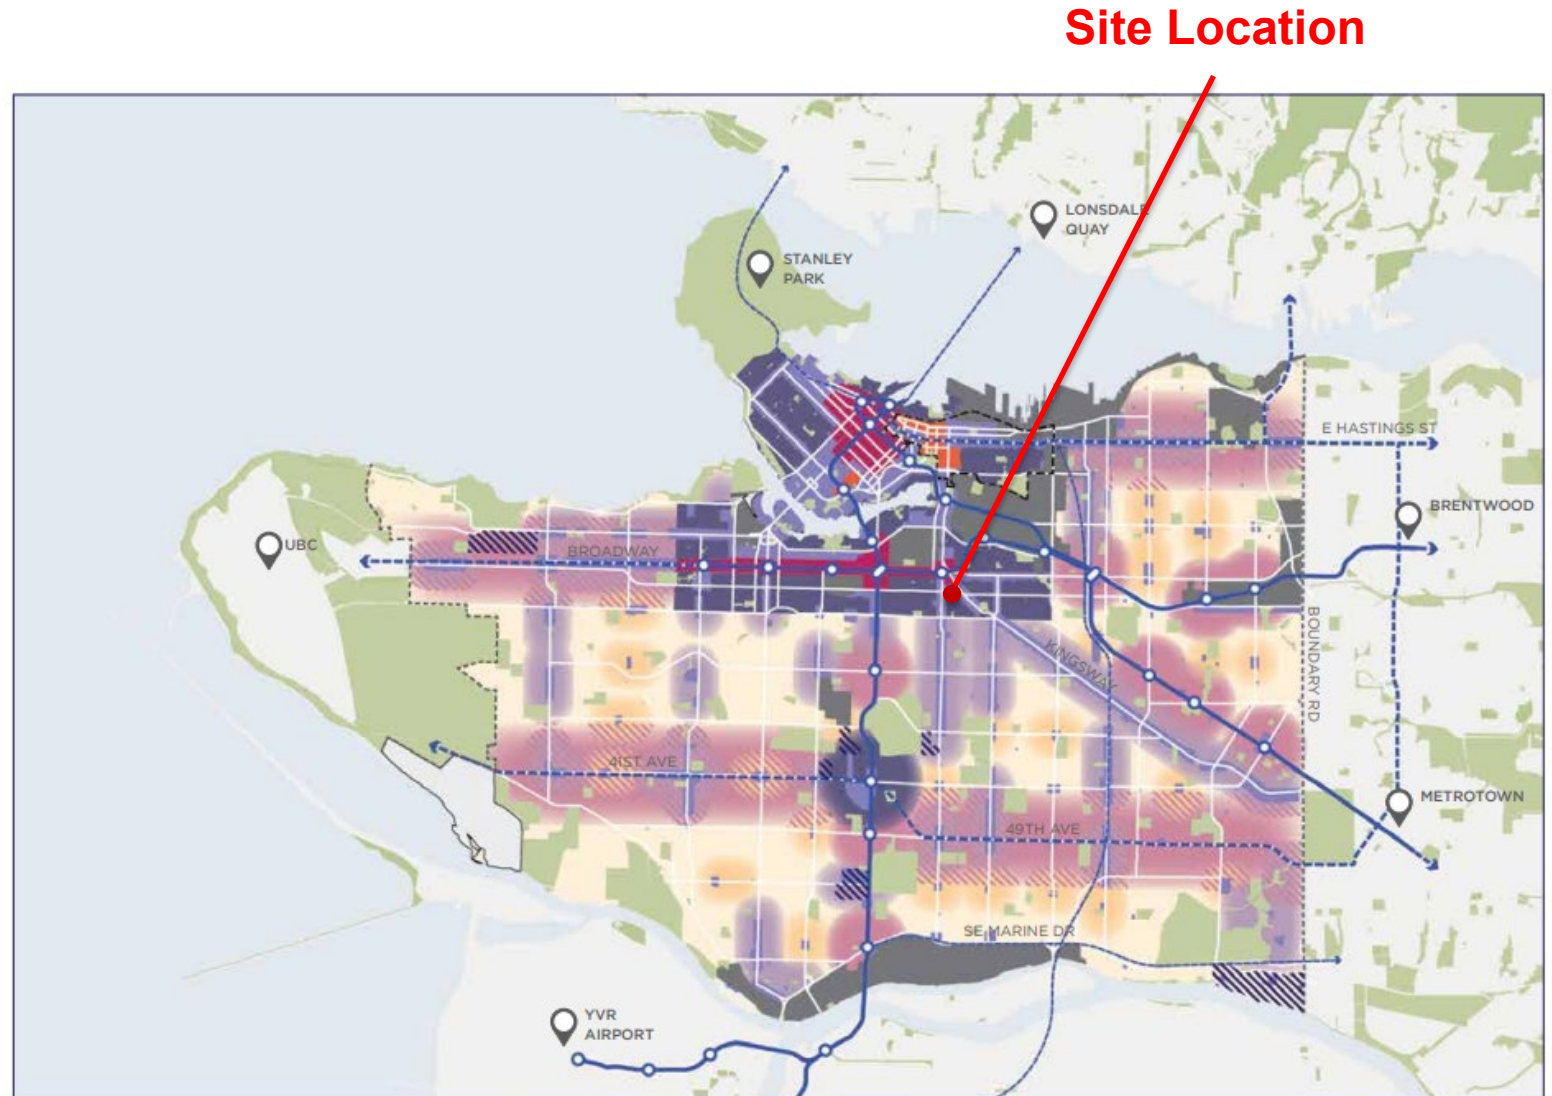 Site Location
LONSDALE
QUAY
STANLEY
PARK
E HASTINGS ST
BRENTWOOD
UBC
BROADWAY
KINGSWAY
BOUNDARY RD
41ST AVE
METROTOWN
49TH AVE
SE MARINE DR
YVR
AIRPORT